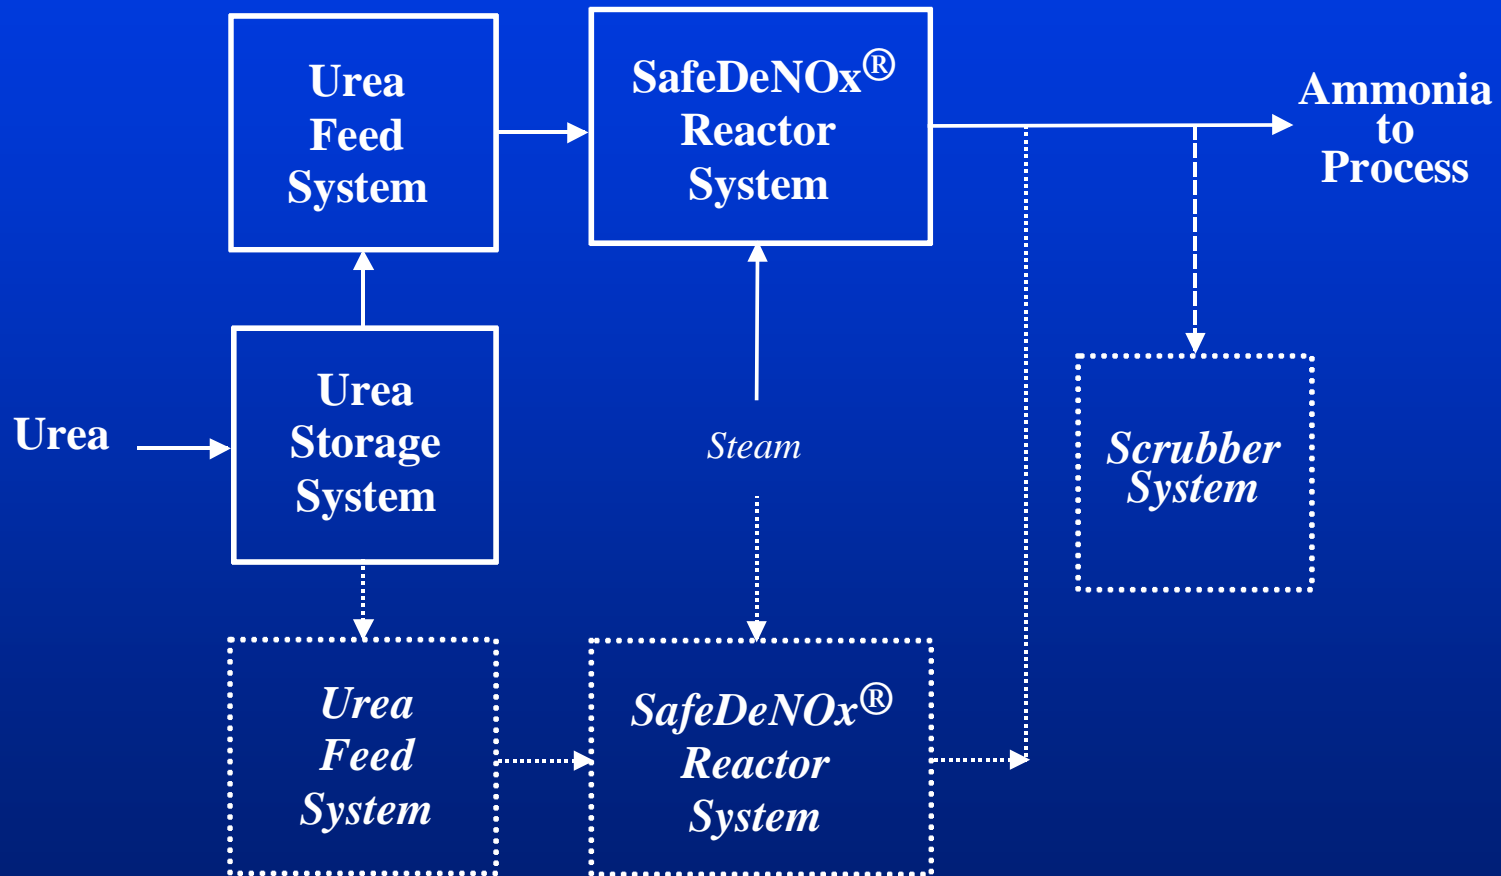 Urea
Feed
System
SafeDeNOx®
Reactor
System
Ammonia
to
Process
Urea
Urea
Storage
System
Steam
Scrubber
System
Urea
Feed
System
SafeDeNOx®
Reactor
System